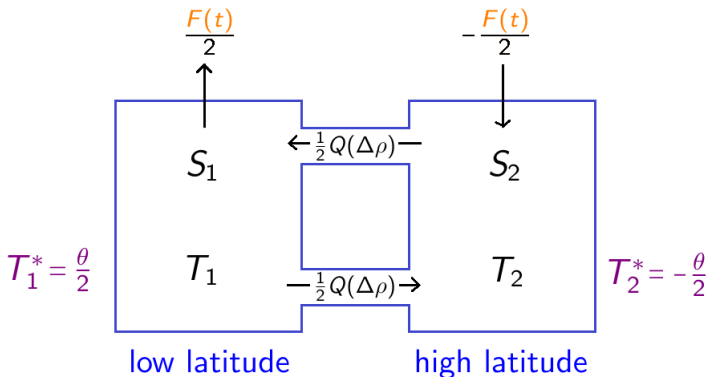 F(t)/2 -F(t)/2
½Q(Δρ)
S₁ S₂
T₁* = θ/2 T₁ T₂ T₂* = -θ/2
½Q(Δρ)
low latitude high latitude